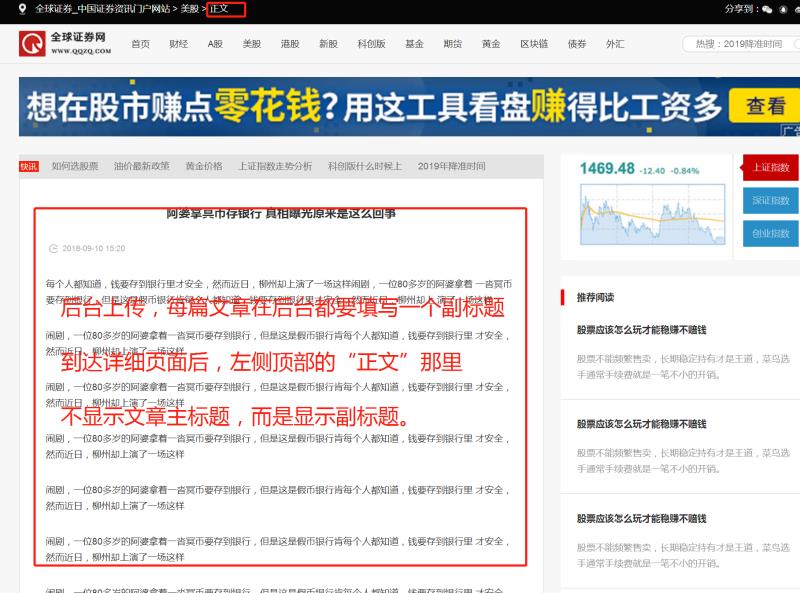 全球证券_中国证券资讯门户网站 > 美股 > 正文
分享到：
全球证券网
WWW.QQZQ.COM
首页 财经 A股 美股 港股 新股 科创版 基金 期货 黄金 区块链 债券 外汇
热搜：2019降准时间
想在股市赚点零花钱？用这工具看盘赚得比工资多
查看
广告
快讯 如何选股票 油价最新政策 黄金价格 上证指数走势分析 科创版什么时候上 2019年降准时间
阿婆拿冥币存银行 真相曝光原来是这么回事
2018-09-10 15:20
每个人都知道，钱要存到银行里才安全，然而近日，柳州却上演了一场这样闹剧，一位80多岁的阿婆拿着一沓冥币
要存到银行，但是这是假币银行肯每个人都知道，钱要存到银行里才安全，然而近日，柳州却上演了一场这样
后台上传，每篇文章在后台都要填写一个副标题
闹剧，一位80多岁的阿婆拿着一沓冥币要存到银行，但是这是假币银行肯每个人都知道，钱要存到银行里 才安全，
然而近日，柳州却上演了一场这样
到达详细页面后，左侧顶部的“正文”那里
闹剧，一位80多岁的阿婆拿着一沓冥币要存到银行，但是这是假币银行肯每个人都知道，钱要存到银行里 才安全，
然而近日，柳州却上演了一场这样
不显示文章主标题，而是显示副标题。
闹剧，一位80多岁的阿婆拿着一沓冥币要存到银行，但是这是假币银行肯每个人都知道，钱要存到银行里 才安全，
然而近日，柳州却上演了一场这样
闹剧，一位80多岁的阿婆拿着一沓冥币要存到银行，但是这是假币银行肯每个人都知道，钱要存到银行里 才安全，
然而近日，柳州却上演了一场这样
闹剧，一位80多岁的阿婆拿着一沓冥币要存到银行，但是这是假币银行肯每个人都知道，钱要存到银行里 才安全，
然而近日，柳州却上演了一场这样
闹剧，一位80多岁的阿婆拿着一沓冥币要存到银行，但是这是假币银行肯每个人都知道，钱要存到银行里 才安全，
1469.48 -12.40 -0.84%
上证指数
深证指数
创业指数
推荐阅读
股票应该怎么玩才能稳赚不赔钱
股票不能频繁售卖，长期稳定持有才是王道，菜鸟选
手通常手续费就是一笔不小的开销。
股票应该怎么玩才能稳赚不赔钱
股票不能频繁售卖，长期稳定持有才是王道，菜鸟选
手通常手续费就是一笔不小的开销。
股票应该怎么玩才能稳赚不赔钱
股票不能频繁售卖，长期稳定持有才是王道，菜鸟选
手通常手续费就是一笔不小的开销。